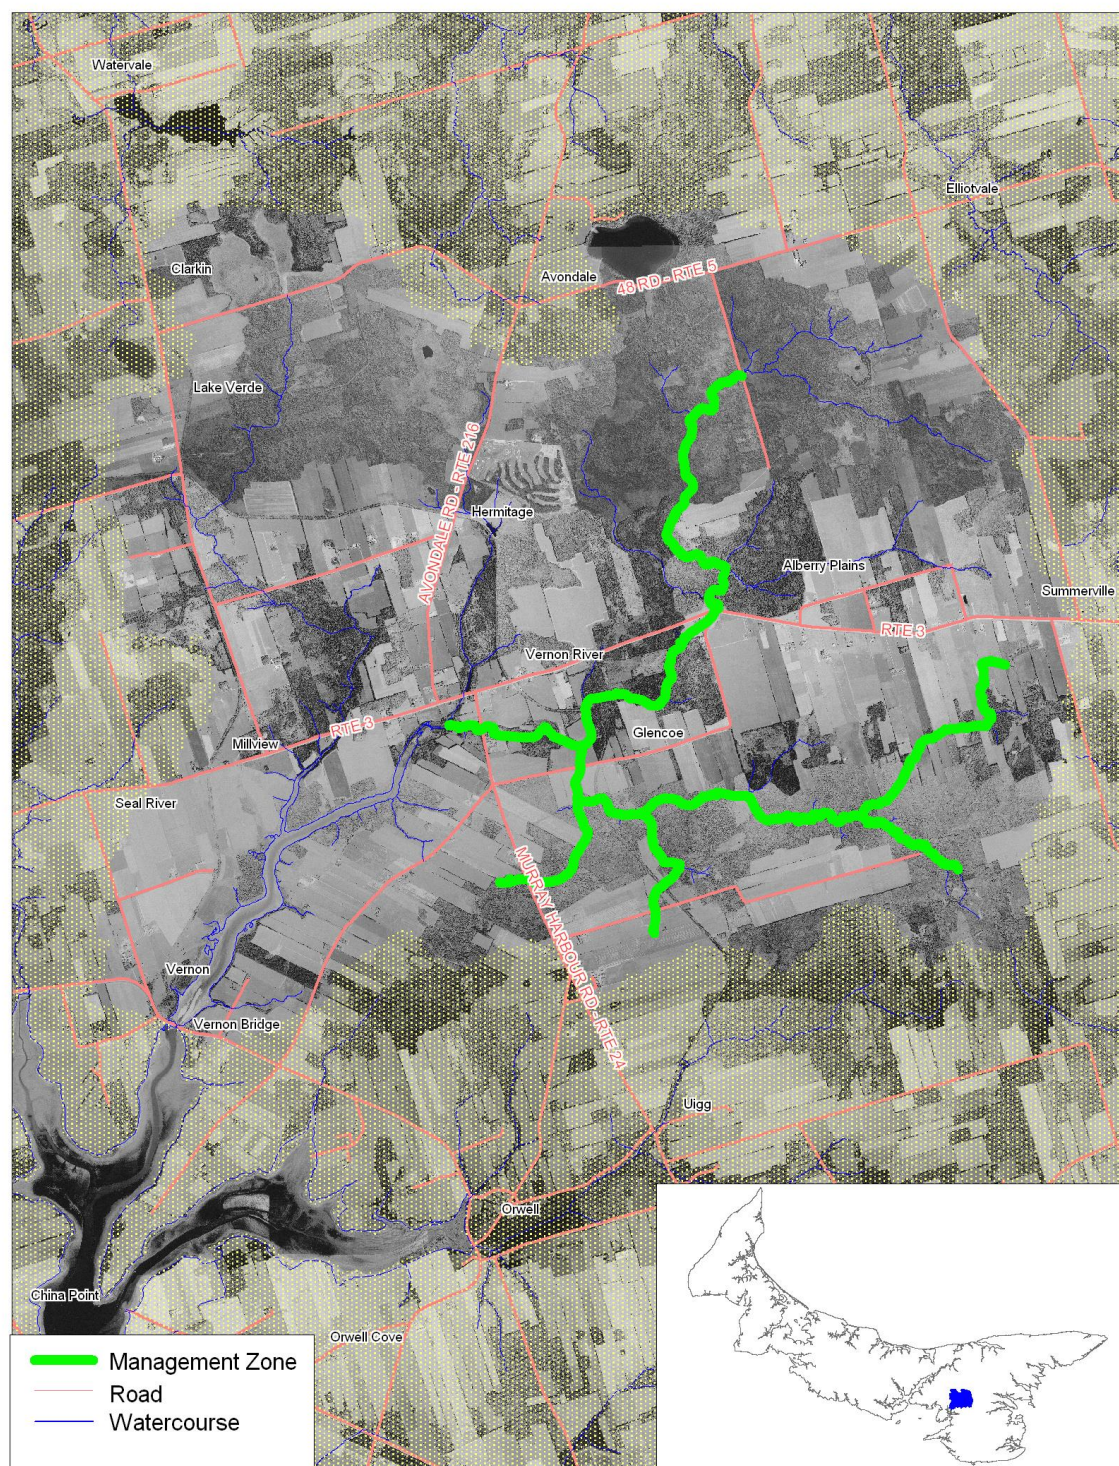 Watervale
Elliotvale
Clarkin
Avondale
48 RD - RTE 5
Lake Verde
AVONDALE RD - RTE 216
Hermitage
Alberry Plains
Summerville
RTE 3
Vernon River
RTE 3
Glencoe
Millview
Seal River
MURRAY HARBOUR RD - RTE 24
Vernon
Vernon Bridge
Uigg
Orwell
China Point
Orwell Cove
Management Zone
Road
Watercourse